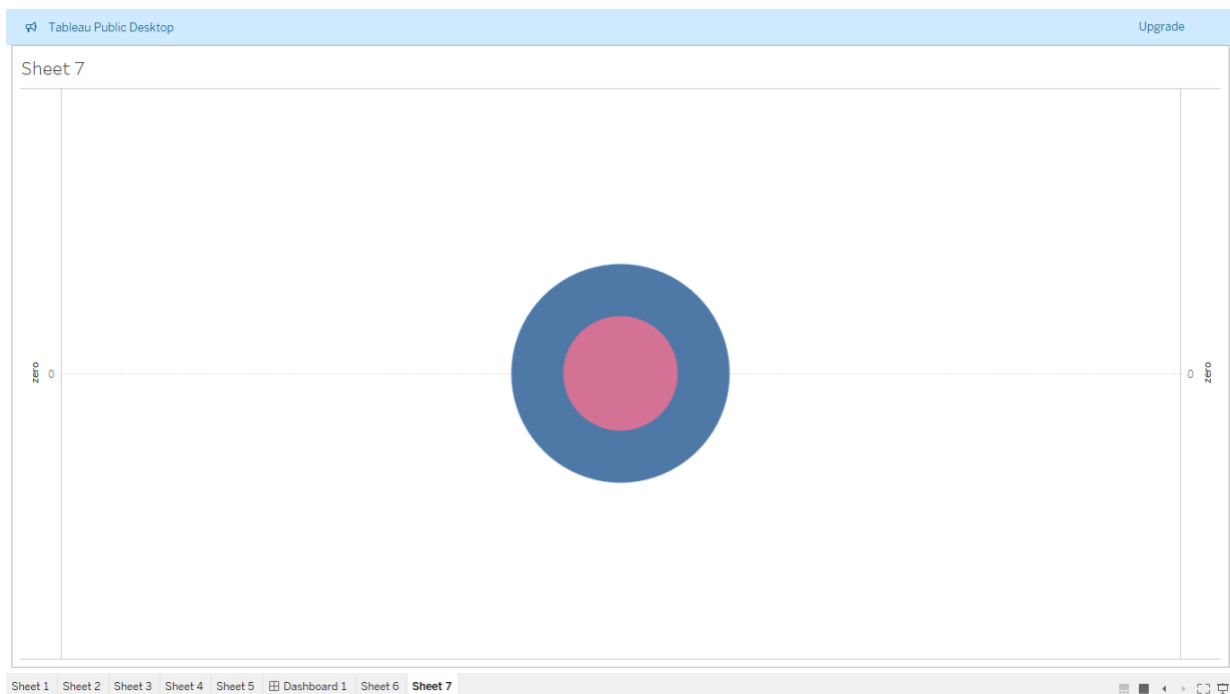 Tableau Public Desktop Upgrade
Sheet 7
zero 0 0 zero
Sheet 1 Sheet 2 Sheet 3 Sheet 4 Sheet 5 Dashboard 1 Sheet 6 Sheet 7